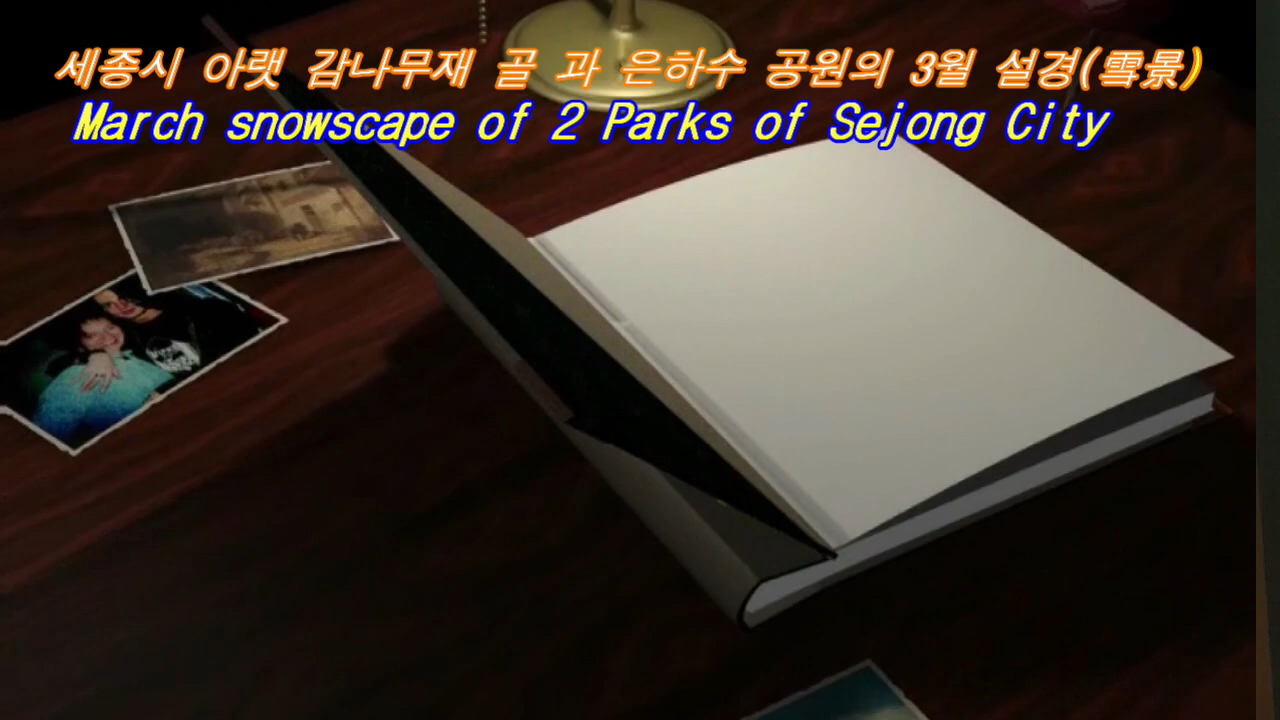 세종시 아랫 감나무재 골 과 은하수 공원의 3월 설경(雪景)
March snowscape of 2 Parks of Sejong City